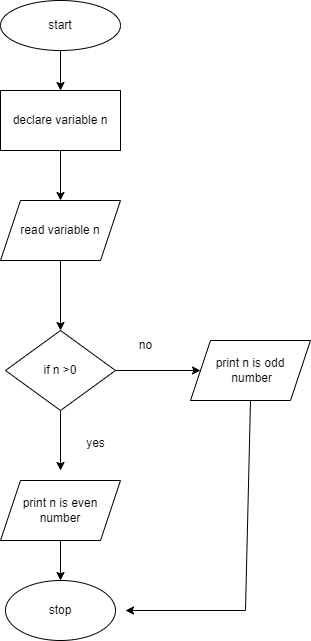 start
declare variable n
read variable n
if n >0
no
print n is odd
number
yes
print n is even
number
stop